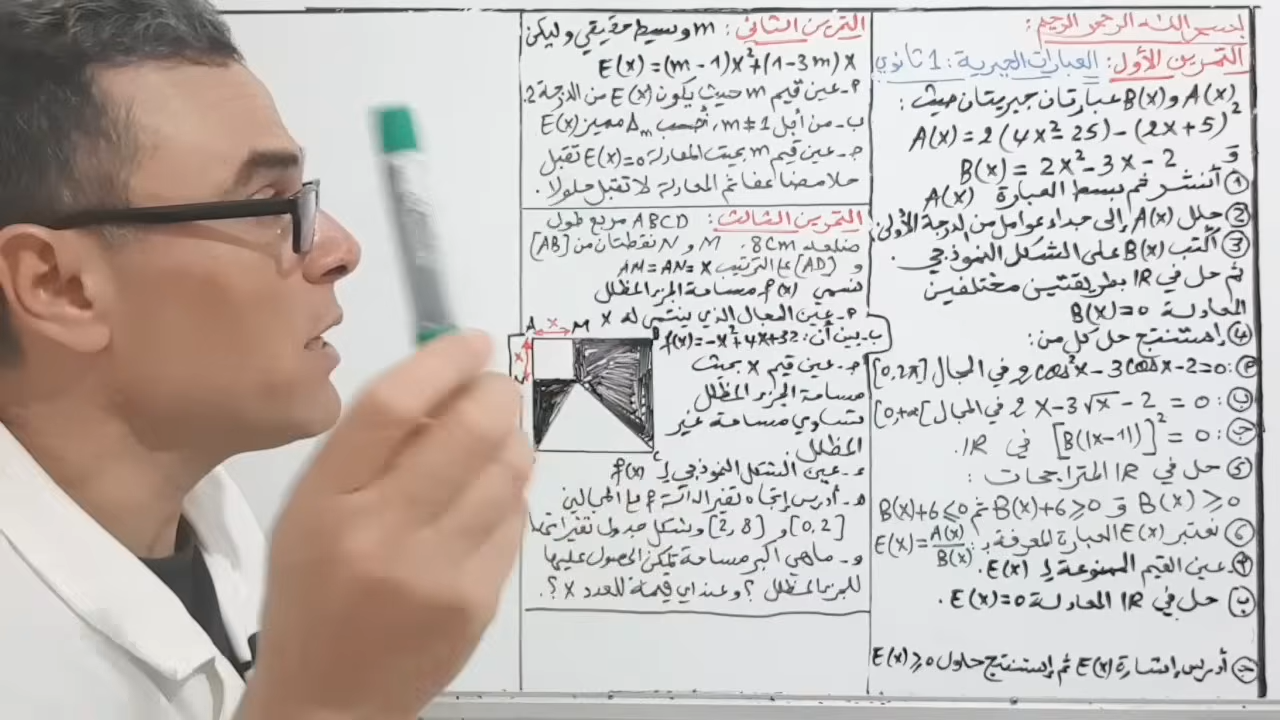 بسم الله الرحمن الرحيم:
التمرين الأول: العبارات الجبرية: 1 ثانوي
A(x) و B(x) عبارتان جبريتان حيث:
A(x) = 2(4x² - 25) - (2x + 5)²
و B(x) = 2x² - 3x - 2
① أنشر ثم بسط العبارة A(x)
② حلل A(x) إلى جداء عوامل من الدرجة الأولى
③ أكتب B(x) على الشكل النموذجي.
ثم حل في IR بطريقتين مختلفتين
المعادلة B(x)=0
④ إستنتج حل كل من:
2cos²x - 3cosx - 2 = 0 في المجال [0,2π]
ب: 2x - 3√x - 2 = 0 في المجال [0,+∞[
ج: [B(|x-1|)]² = 0 في IR.
⑤ حل في IR المتراجحات:
B(x) ≥ 0 و B(x)+6 ≥ 0 ثم B(x)+6 ≤ 0
⑥ نعتبر E(x) العبارة المعرفة بـ: E(x) = A(x)/B(x)
عين القيم الممنوعة لـ E(x).
ب حل في IR المعادلة E(x)=0.
ج أدرس إشارة E(x) ثم إستنتج حلول E(x) ≥ 0
التمرين الثاني: m وسيط حقيقي وليكن
E(x) = (m-1)x² + (1-3m)x
عين قيم m حيث يكون E(x) من الدرجة 2.
ب- من أجل m≠1، أحسب Δm مميز E(x)
ج- عين قيم m بحيث المعادلة E(x)=0 تقبل
حلا مضاعفا ثم المعادلة لا تقبل حلولا.
التمرين الثالث: ABCD مربع طول
ضلعه 8cm. M و N نقطتان من [AB]
و [AD] على الترتيب AM=AN=x
نسمي f(x) مساحة الجزء المظلل
عين المجال الذي ينتمي له x
ب- بين أن: f(x) = -x² + 4x + 32
ج- عين قيم x بحيث
مساحة الجزء المظلل
تساوي مساحة غير
المظلل.
عين الشكل النموذجي لـ f(x)
أدرس إتجاه تغير الدالة f على المجالين
[0,2] و [2,8] وشكل جدول تغيراتها
و- ماهي أكبر مساحة يمكن الحصول عليها
للجزء المظلل؟ وعند أي قيمة للعدد x؟.
A x M
x
C